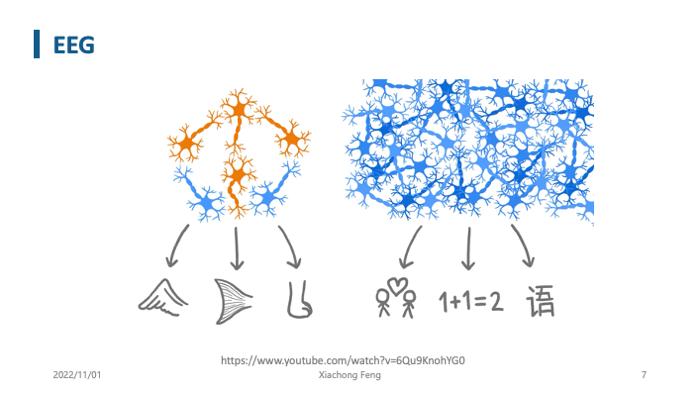 EEG
1+1=2
语
https://www.youtube.com/watch?v=6Qu9KnohYG0
2022/11/01
Xiachong Feng
7